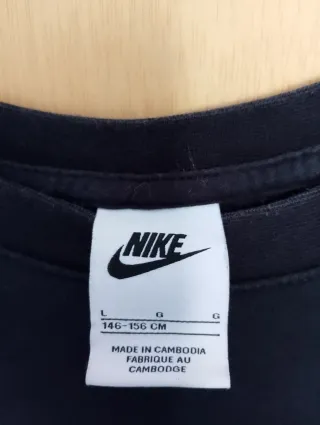 NIKE
L G G
146-156 CM
MADE IN CAMBODIA
FABRIQUE AU
CAMBODGE